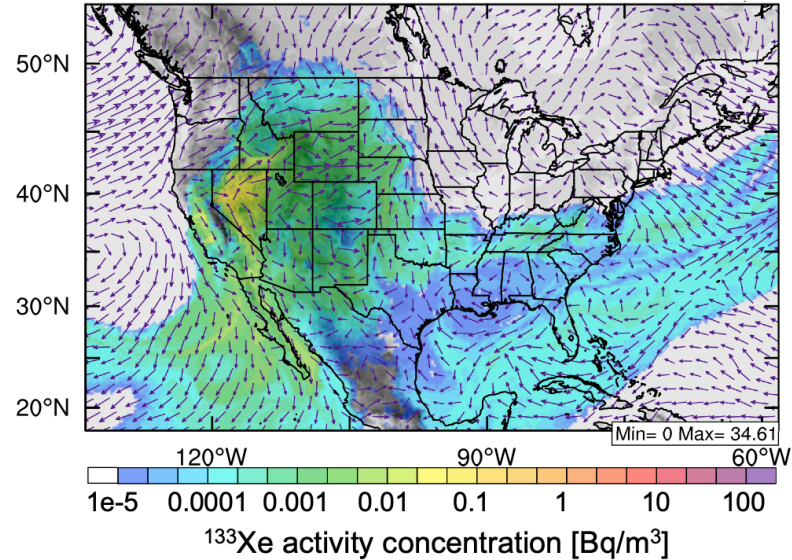 50°N
40°N
30°N
20°N
Min= 0 Max= 34.61
120°W 90°W 60°W
1e-5 0.0001 0.001 0.01 0.1 1 10 100
¹³³Xe activity concentration [Bq/m³]